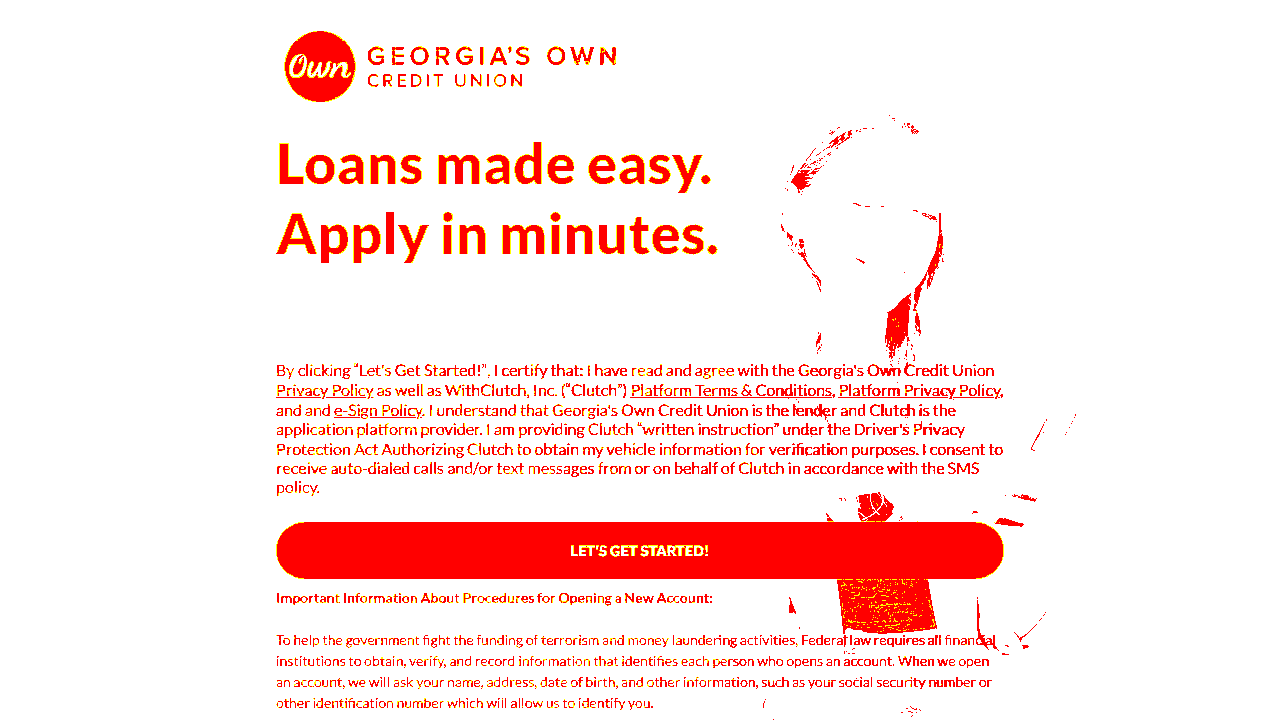 Own GEORGIA'S OWN
CREDIT UNION
Loans made easy.
Apply in minutes.
By clicking “Let's Get Started!”, I certify that: I have read and agree with the Georgia's Own Credit Union
Privacy Policy as well as WithClutch, Inc. (“Clutch”) Platform Terms & Conditions, Platform Privacy Policy,
and and e-Sign Policy. I understand that Georgia's Own Credit Union is the lender and Clutch is the
application platform provider. I am providing Clutch “written instruction” under the Driver's Privacy
Protection Act Authorizing Clutch to obtain my vehicle information for verification purposes. I consent to
receive auto-dialed calls and/or text messages from or on behalf of Clutch in accordance with the SMS
policy.
LET'S GET STARTED!
Important Information About Procedures for Opening a New Account:
To help the government fight the funding of terrorism and money laundering activities, Federal law requires all financial
institutions to obtain, verify, and record information that identifies each person who opens an account. When we open
an account, we will ask your name, address, date of birth, and other information, such as your social security number or
other identification number which will allow us to identify you.